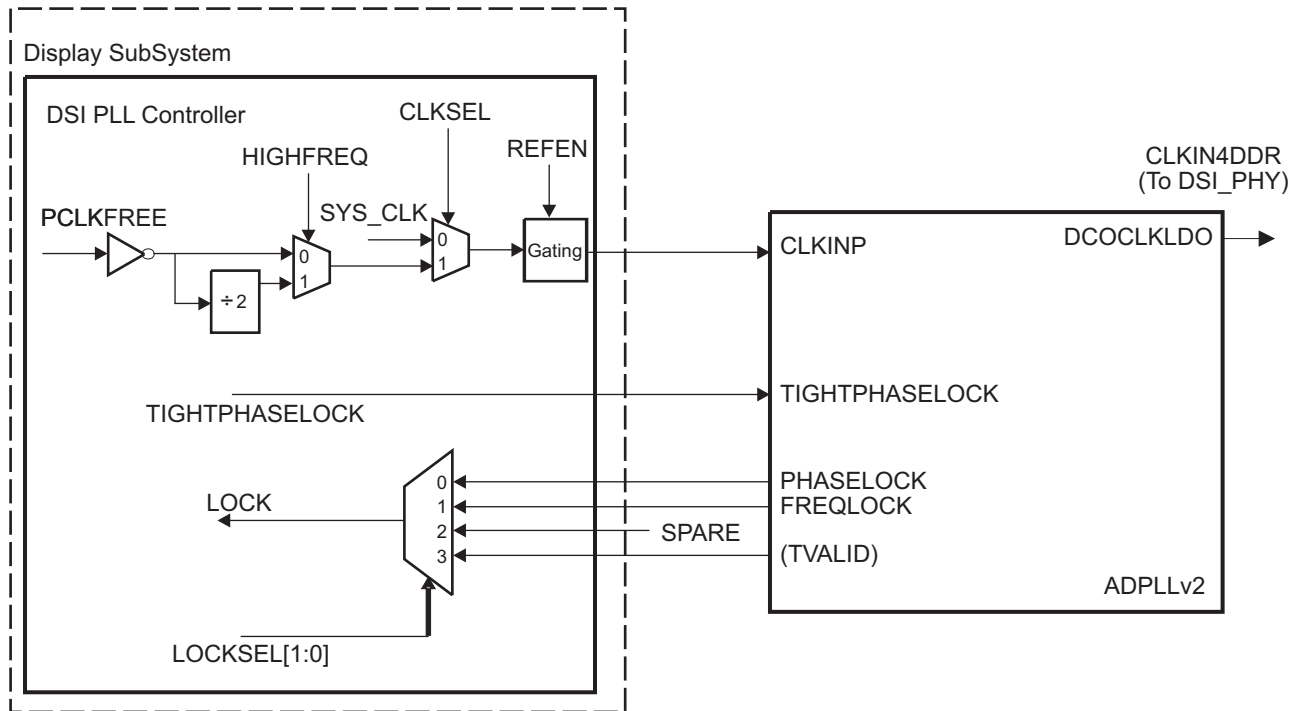 Display SubSystem
DSI PLL Controller
CLKSEL
HIGHFREQ
REFEN
CLKIN4DDR
(To DSI_PHY)
PCLKFREE
SYS_CLK
0
1
0
1
÷2
Gating
CLKINP
DCOCLKLDO
TIGHTPHASELOCK
TIGHTPHASELOCK
LOCK
0
1
2
3
PHASELOCK
FREQLOCK
SPARE
(TVALID)
ADPLLv2
LOCKSEL[1:0]